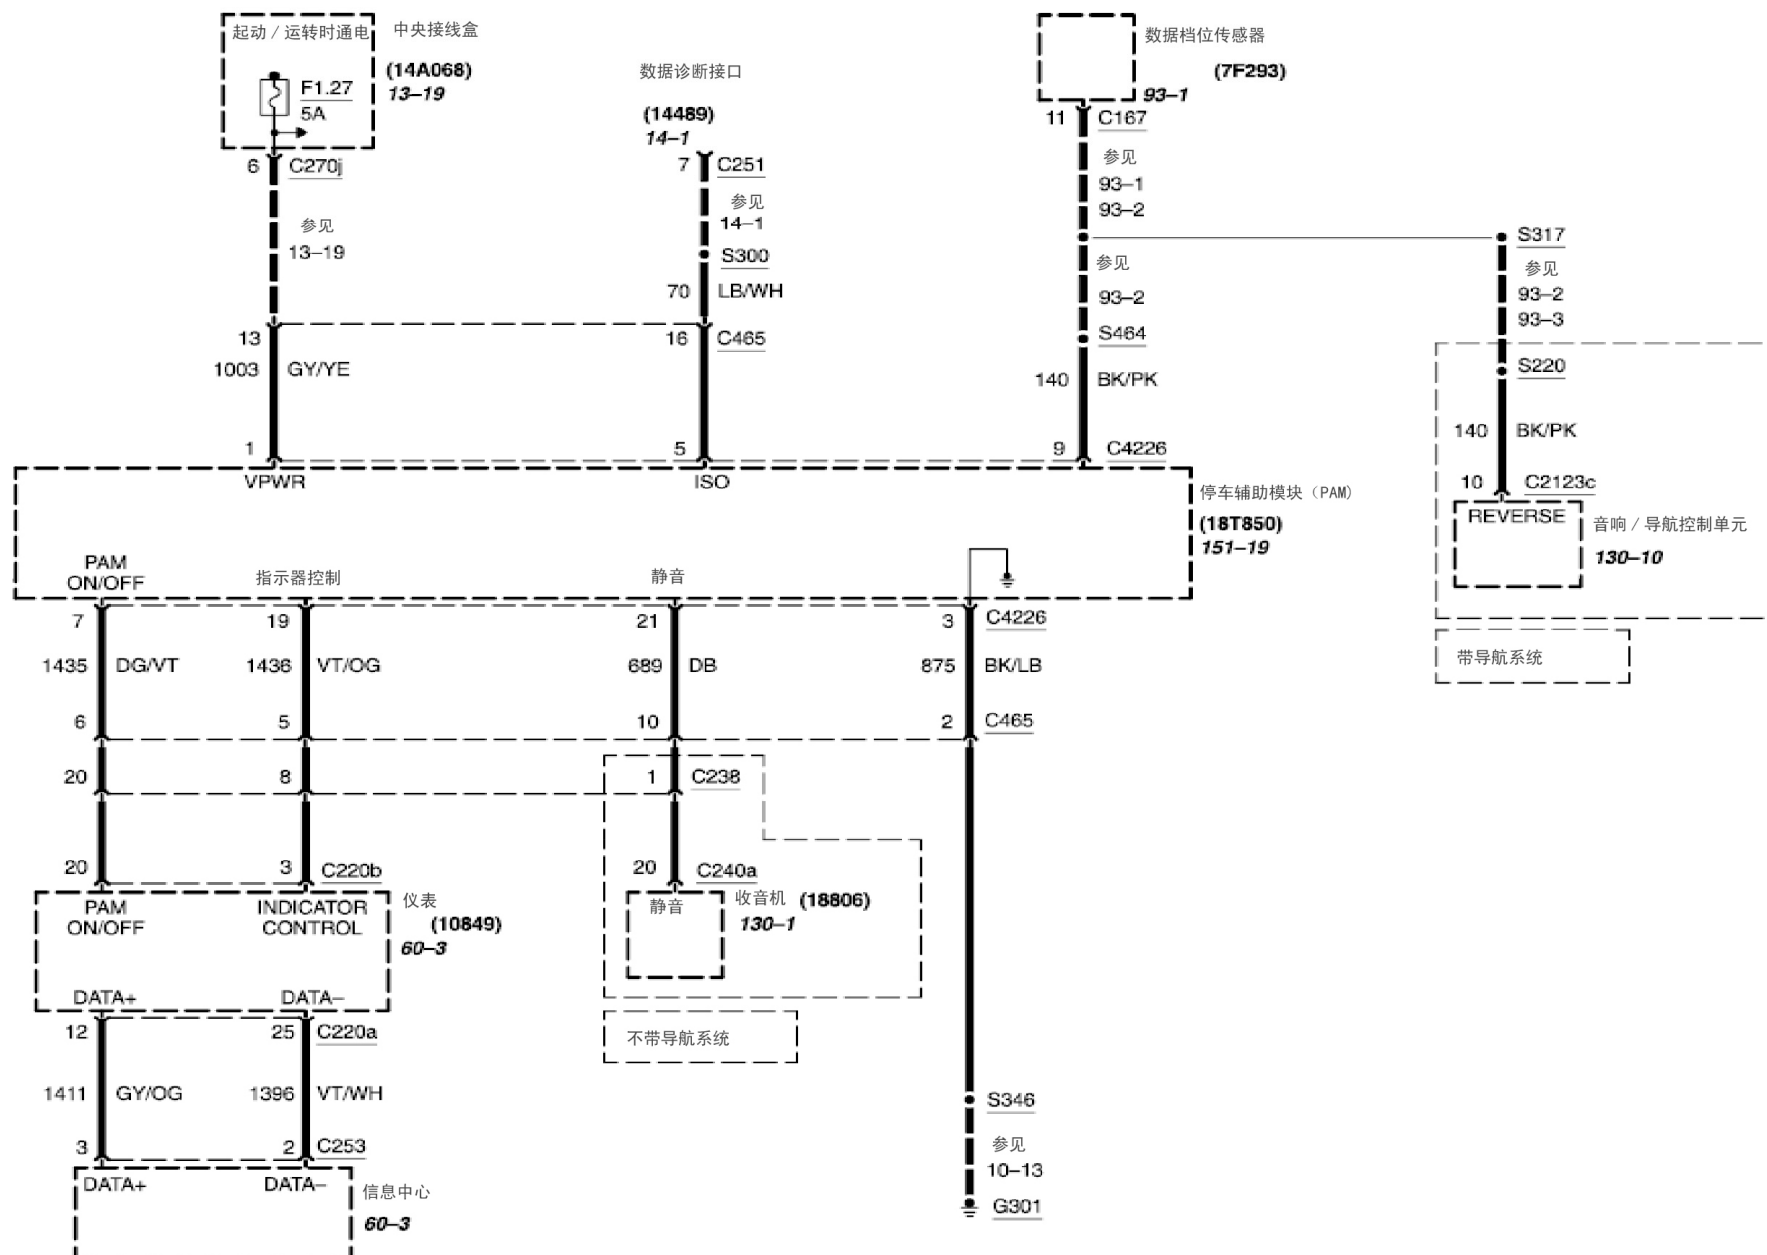 起动 / 运转时通电
中央接线盒
(14A068)
13–19
F1.27
5A
6
C270j
参见
13–19
13
1003
GY/YE
1
数据诊断接口
(14489)
14–1
7
C251
参见
14–1
S300
70
LB/WH
16
C465
5
数据档位传感器
(7F293)
93–1
11
C167
参见
93–1
93–2
参见
93–2
S464
140
BK/PK
9
C4226
S317
参见
93–2
93–3
S220
140
BK/PK
10
C2123c
REVERSE
音响 / 导航控制单元
130–10
带导航系统
VPWR
ISO
停车辅助模块（PAM)
(18T850)
151–19
PAM
ON/OFF
指示器控制
静音
7
19
21
3
C4226
1435
DG/VT
1436
VT/OG
689
DB
875
BK/LB
6
5
10
2
C465
20
8
1
C238
20
3
C220b
20
C240a
PAM
ON/OFF
INDICATOR
CONTROL
仪表
(10849)
60–3
静音
收音机
(18806)
130–1
DATA+
DATA–
12
25
C220a
不带导航系统
1411
GY/OG
1396
VT/WH
3
2
C253
DATA+
DATA–
信息中心
60–3
S346
参见
10–13
G301